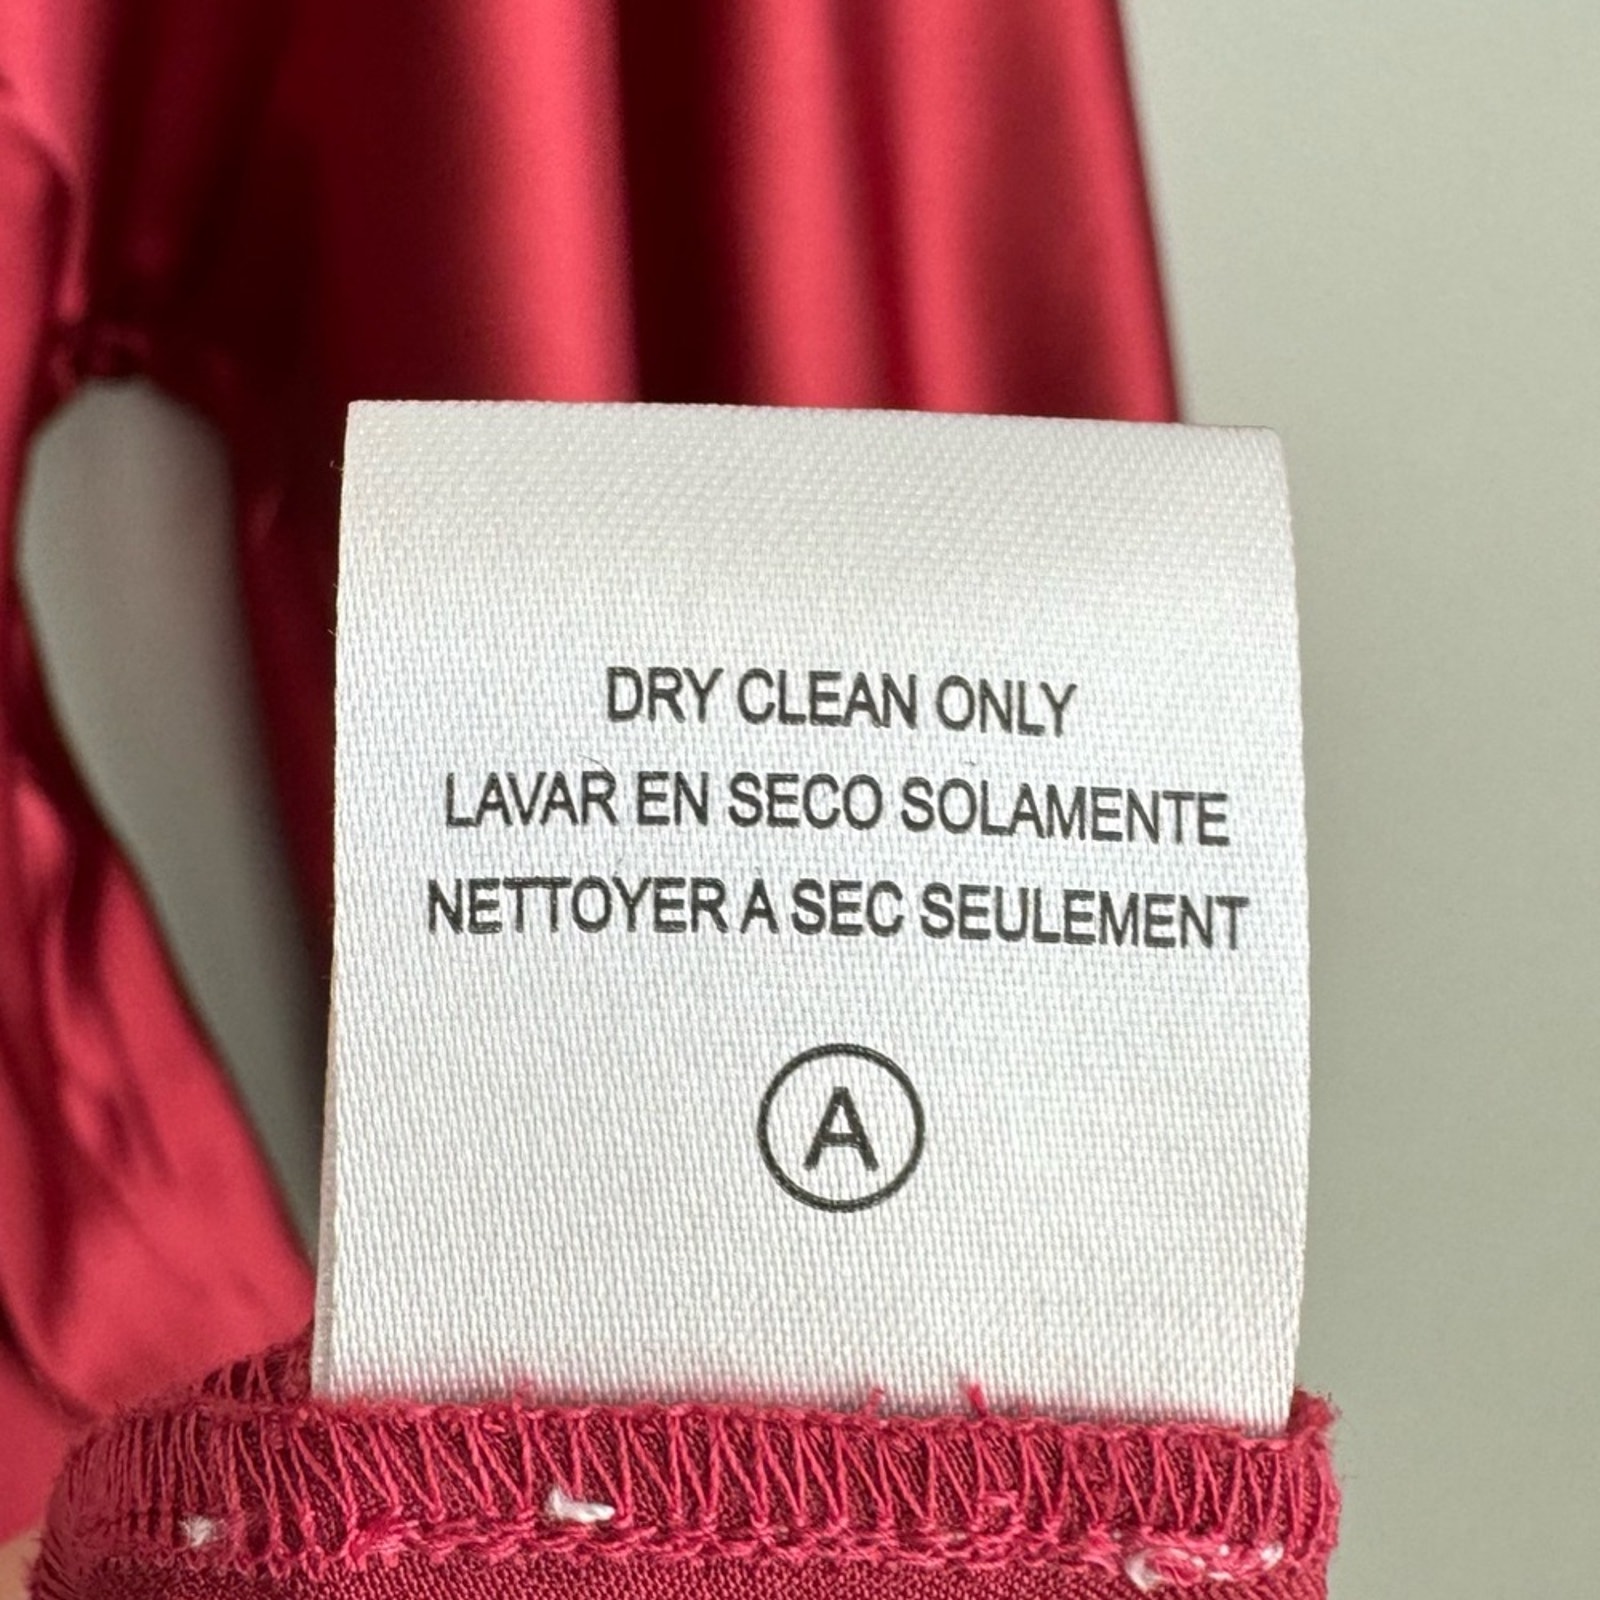 DRY CLEAN ONLY
LAVAR EN SECO SOLAMENTE
NETTOYER A SEC SEULEMENT
A